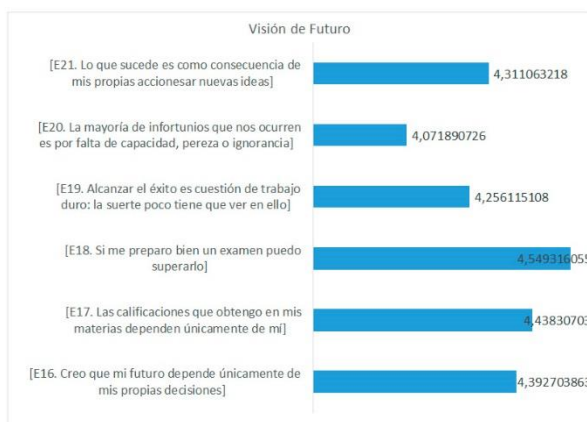 Visión de Futuro
[E21. Lo que sucede es como consecuencia de
mis propias accionesar nuevas ideas]
4,311063218
[E20. La mayoría de infortunios que nos ocurren
es por falta de capacidad, pereza o ignorancia]
4,071890726
[E19. Alcanzar el éxito es cuestión de trabajo
duro: la suerte poco tiene que ver en ello]
4,256115108
[E18. Si me preparo bien un examen puedo
superarlo]
4,549316055
[E17. Las calificaciones que obtengo en mis
materias dependen únicamente de mí]
4,43830703
[E16. Creo que mi futuro depende únicamente de
mis propias decisiones]
4,392703863